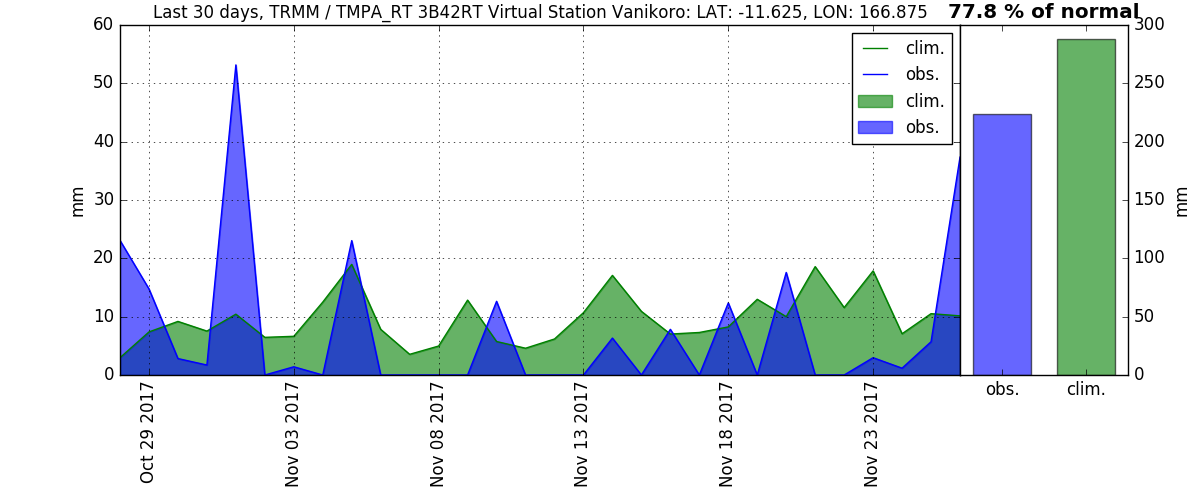 Last 30 days, TRMM / TMPA_RT 3B42RT Virtual Station Vanikoro: LAT: -11.625, LON: 166.875
77.8 % of normal
60
50
40
30
20
10
0
mm
clim.
obs.
clim.
obs.
300
250
200
150
100
50
0
mm
obs.
clim.
Oct 29 2017
Nov 03 2017
Nov 08 2017
Nov 13 2017
Nov 18 2017
Nov 23 2017